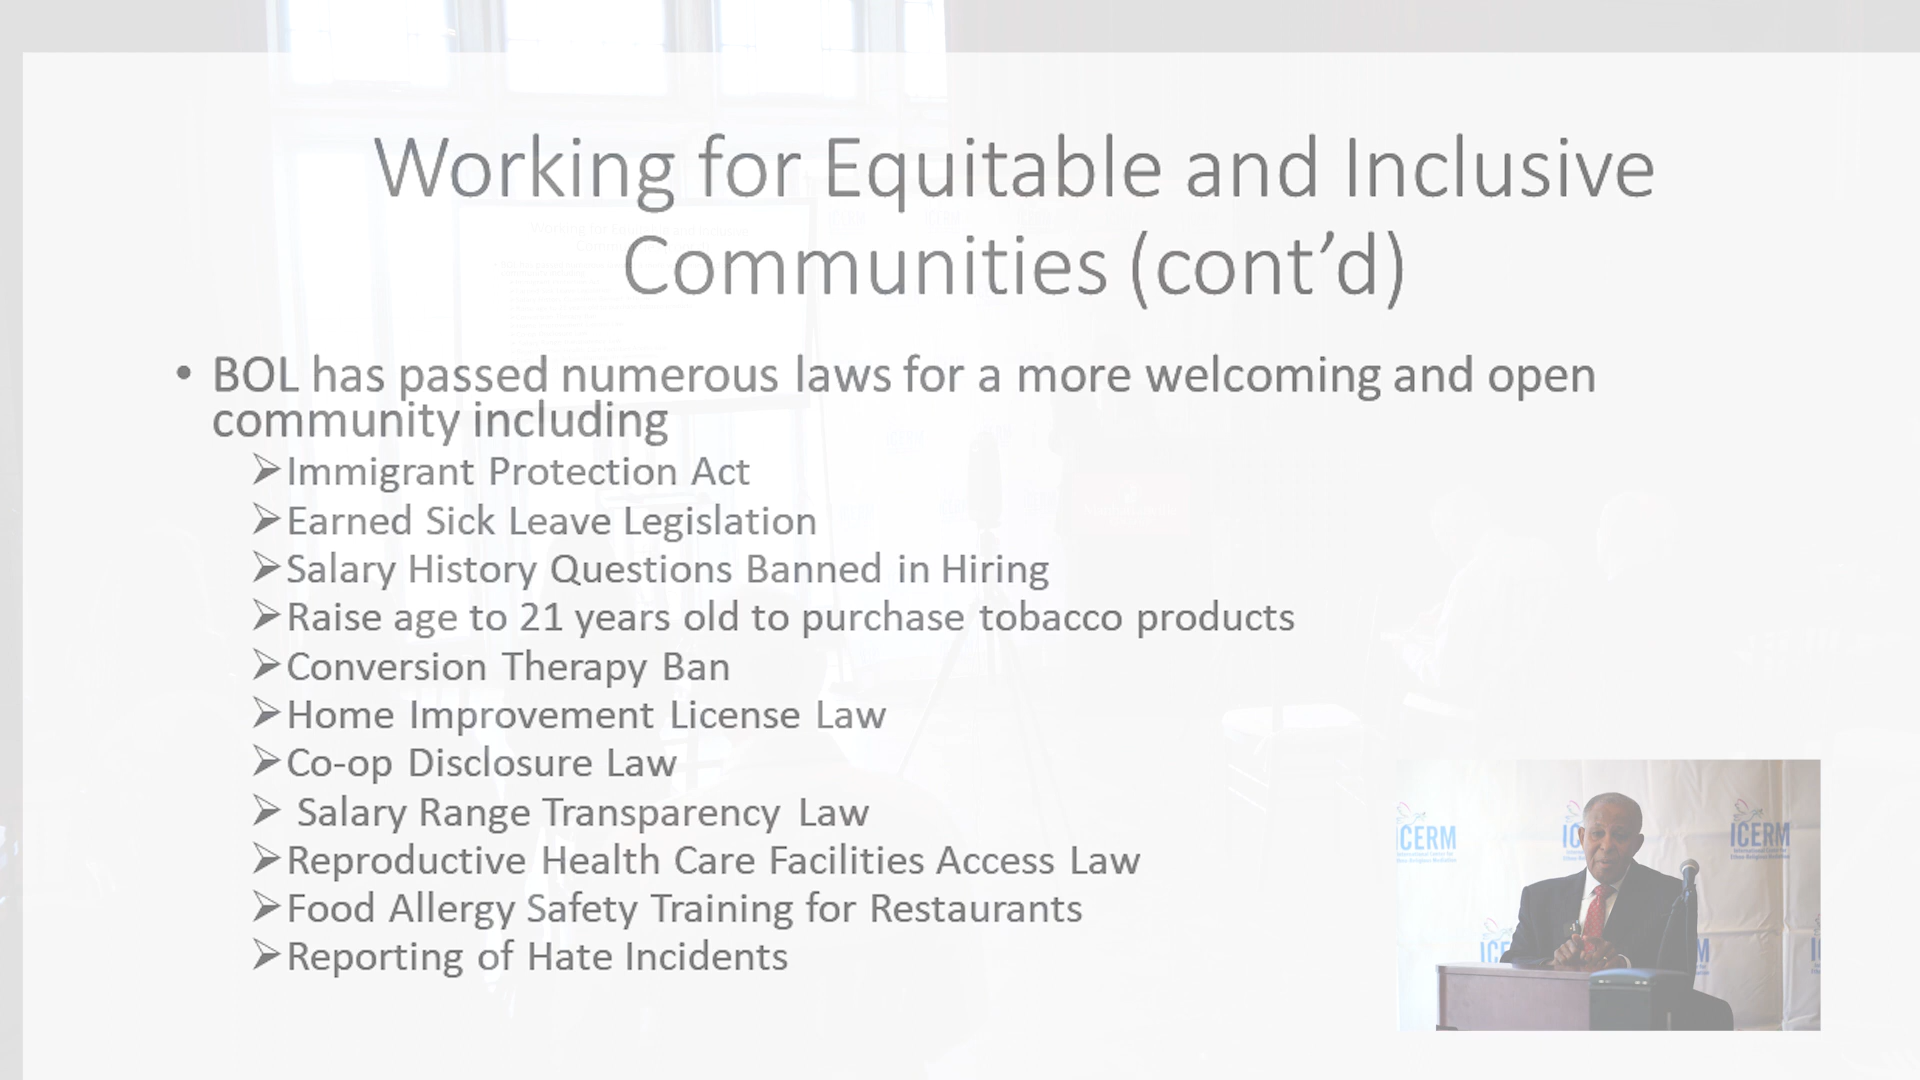 Working for Equitable and Inclusive
Communities (cont’d)
• BOL has passed numerous laws for a more welcoming and open
community including
➢Immigrant Protection Act
➢Earned Sick Leave Legislation
➢Salary History Questions Banned in Hiring
➢Raise age to 21 years old to purchase tobacco products
➢Conversion Therapy Ban
➢Home Improvement License Law
➢Co-op Disclosure Law
➢ Salary Range Transparency Law
➢Reproductive Health Care Facilities Access Law
➢Food Allergy Safety Training for Restaurants
➢Reporting of Hate Incidents
ICERM
ICERM